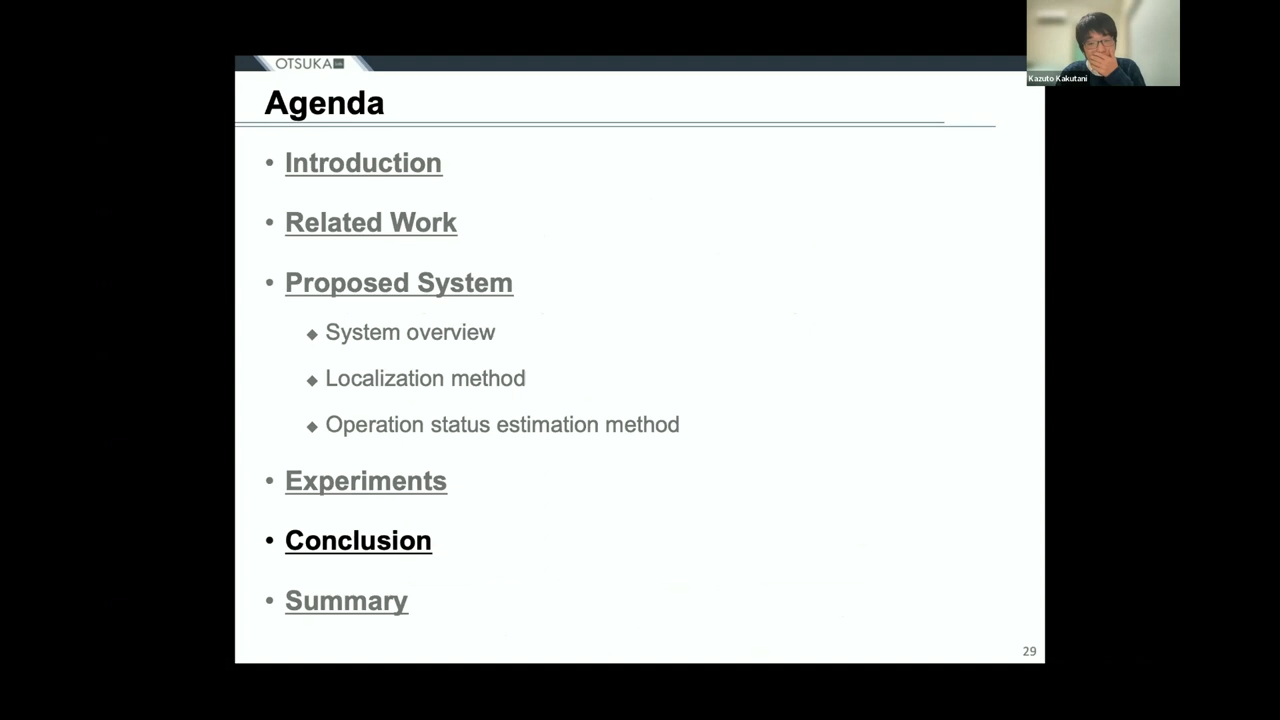 OTSUKA
Kazuto Kakutani
Agenda
• Introduction
• Related Work
• Proposed System
◆ System overview
◆ Localization method
◆ Operation status estimation method
• Experiments
• Conclusion
• Summary
29